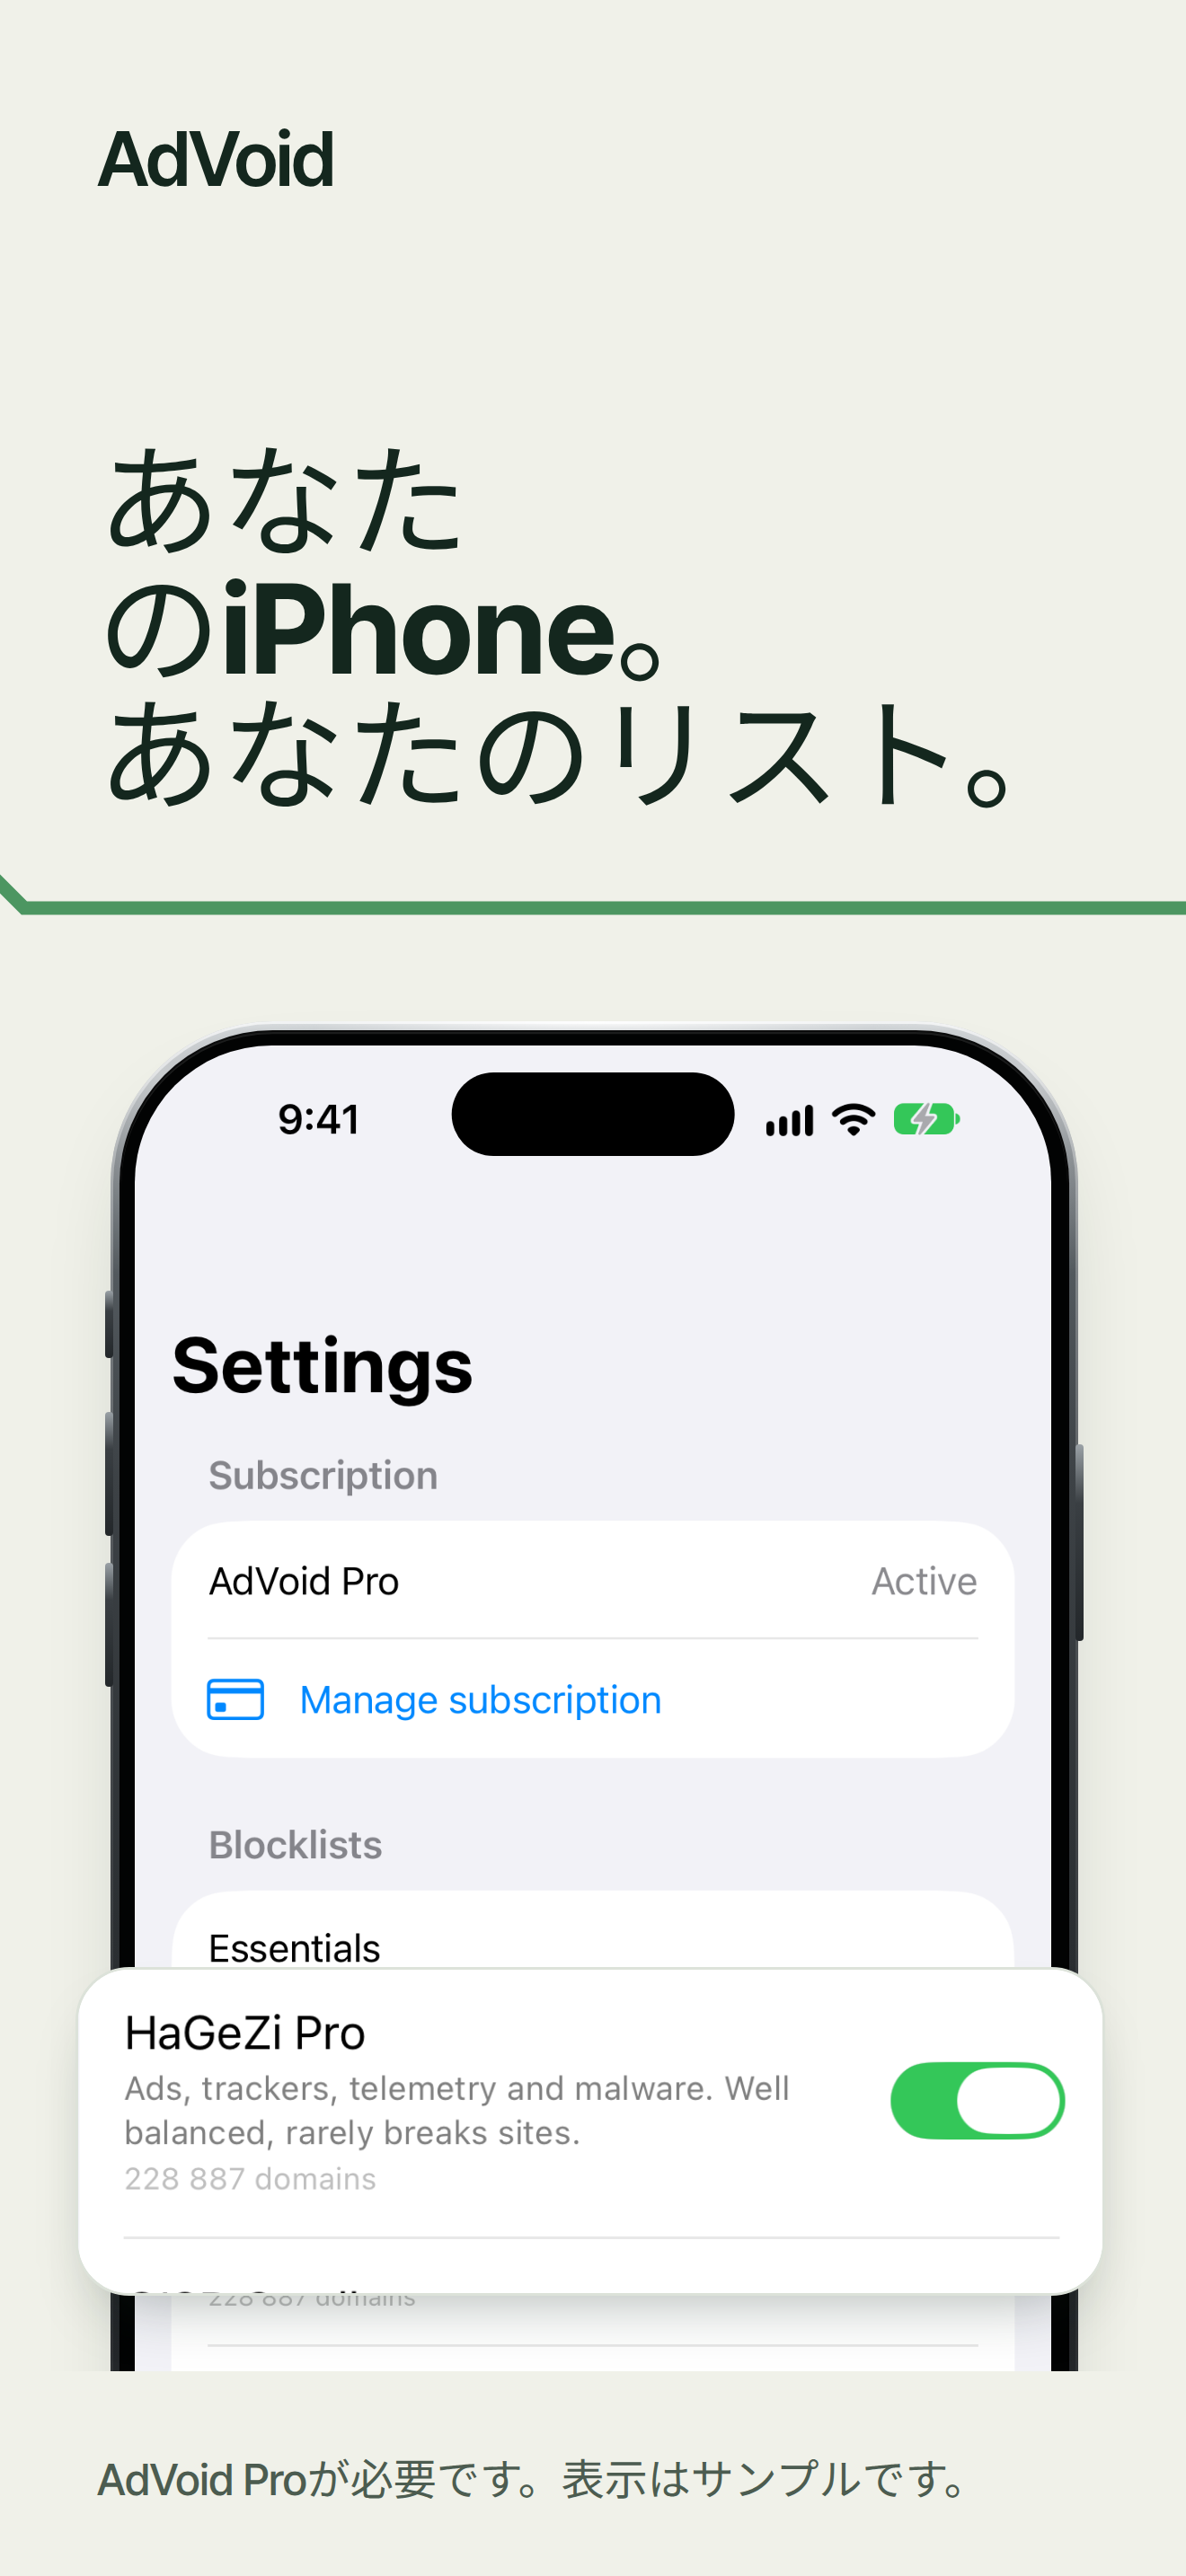 AdVoid
あなた
のiPhone。
あなたのリスト。
9:41
Settings
Subscription
AdVoid Pro Active
Manage subscription
Blocklists
Essentials
HaGeZi Pro
Ads, trackers, telemetry and malware. Well
balanced, rarely breaks sites.
228 887 domains
228 887 domains
AdVoid Proが必要です。表示はサンプルです。